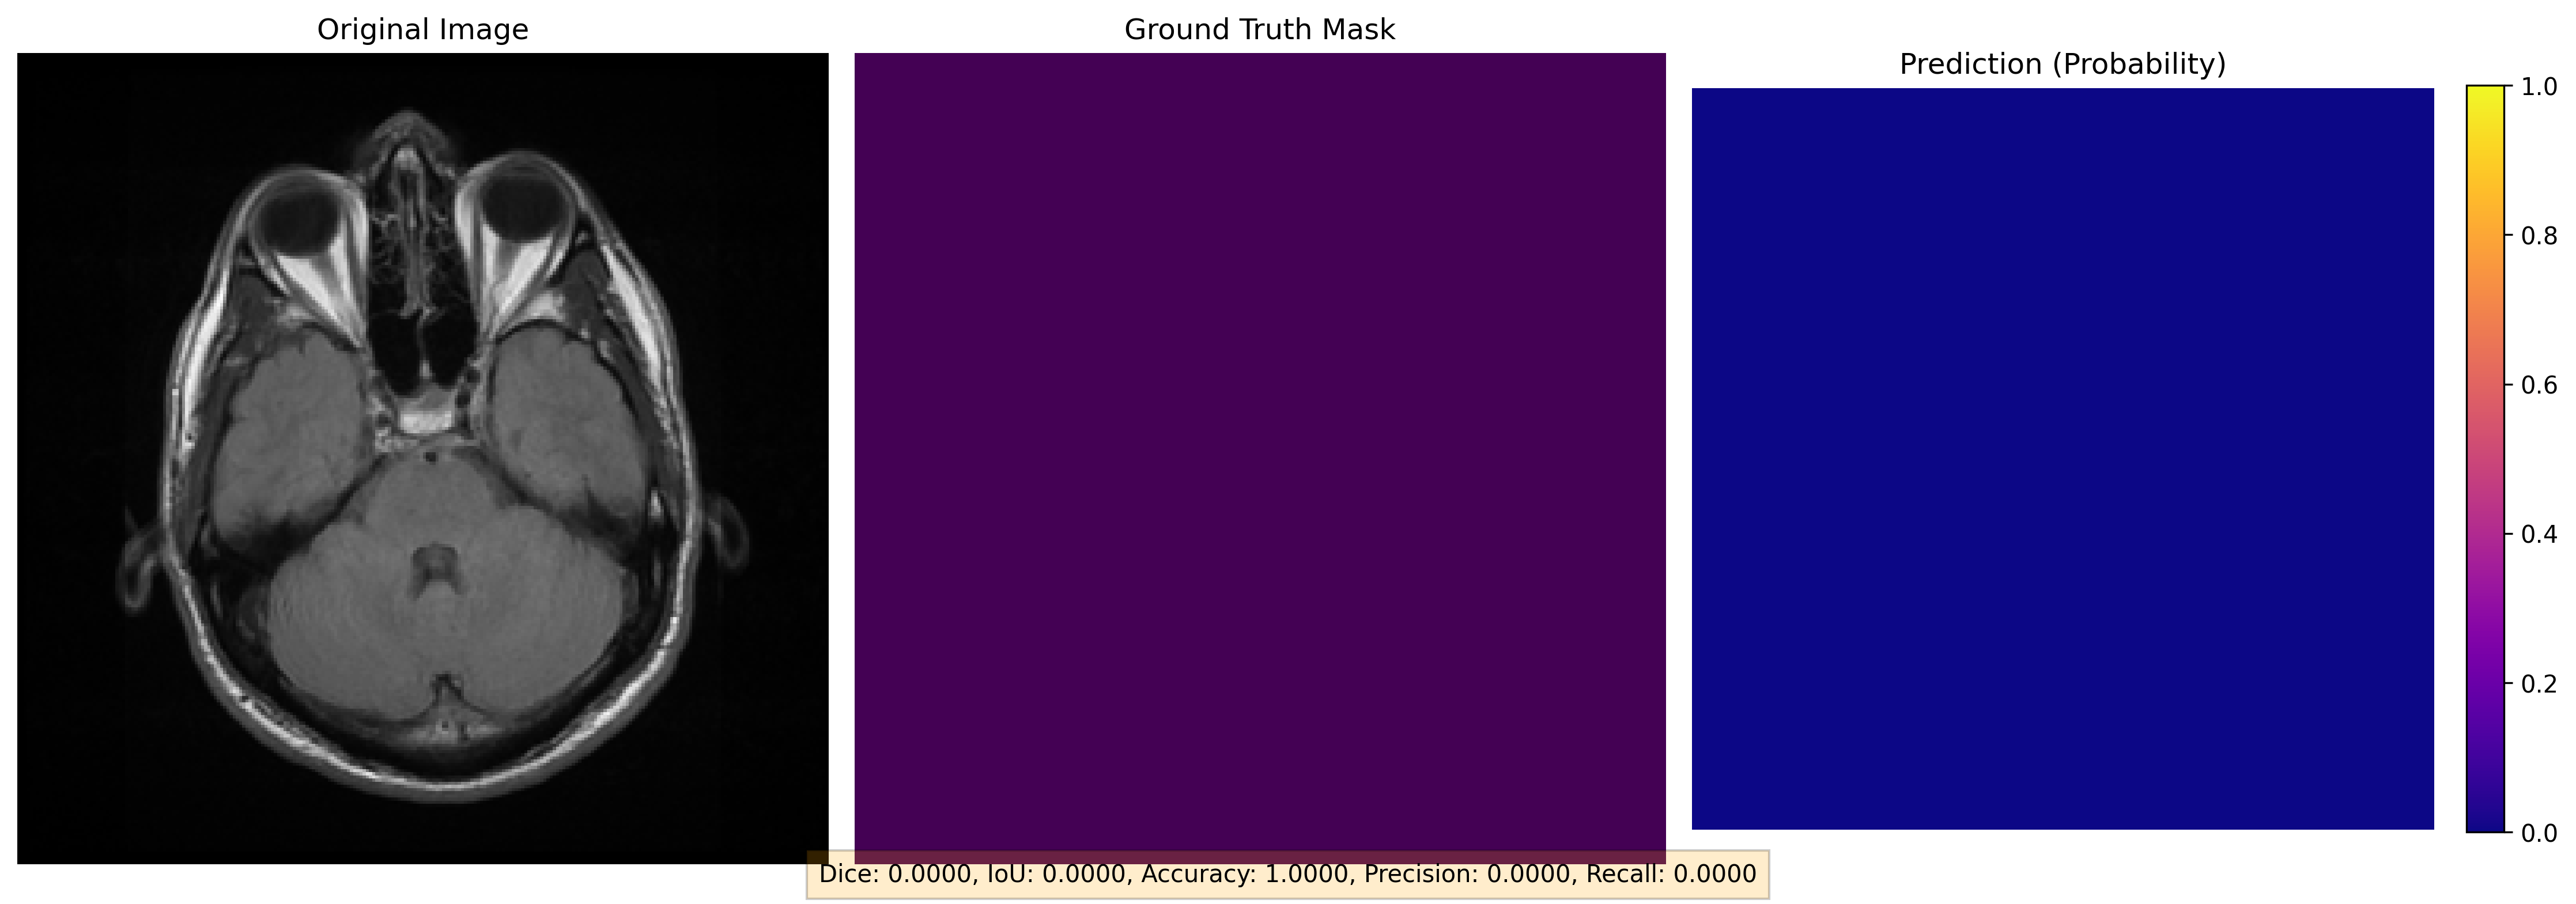 Original Image
Ground Truth Mask
Prediction (Probability)
1.0
0.8
0.6
0.4
0.2
0.0
Dice: 0.0000, IoU: 0.0000, Accuracy: 1.0000, Precision: 0.0000, Recall: 0.0000